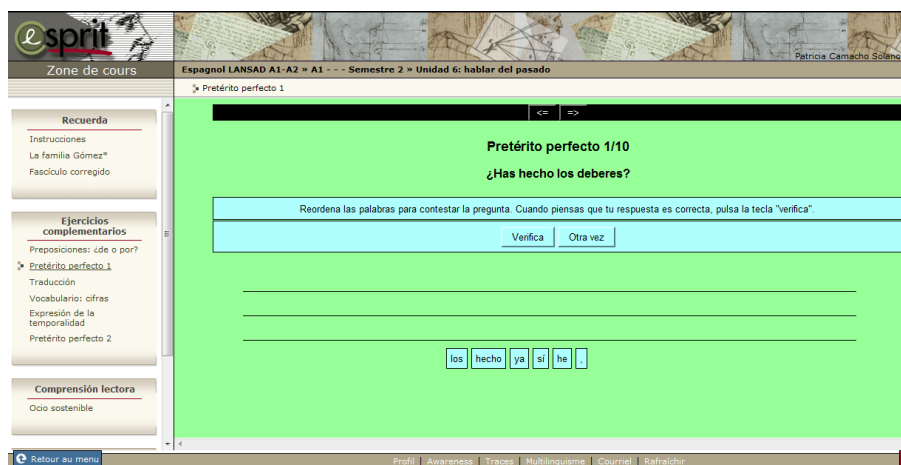 esprit
Patricia Camacho Solano
Zone de cours
Espagnol LANSAD A1-A2 » A1 - - - Semestre 2 » Unidad 6: hablar del pasado
Pretérito perfecto 1
Recuerda
Instrucciones
La familia Gómez*
Fascículo corregido
Ejercicios
complementarios
Preposiciones: ¿de o por?
Pretérito perfecto 1
Traducción
Vocabulario: cifras
Expresión de la
temporalidad
Pretérito perfecto 2
Comprensión lectora
Ocio sostenible
<= =>
Pretérito perfecto 1/10
¿Has hecho los deberes?
Reordena las palabras para contestar la pregunta. Cuando piensas que tu respuesta es correcta, pulsa la tecla "verifica".
Verifica Otra vez
los hecho ya sí he .
Retour au menu
Profil | Awareness | Traces | Multilinguisme | Courriel | Rafraîchir